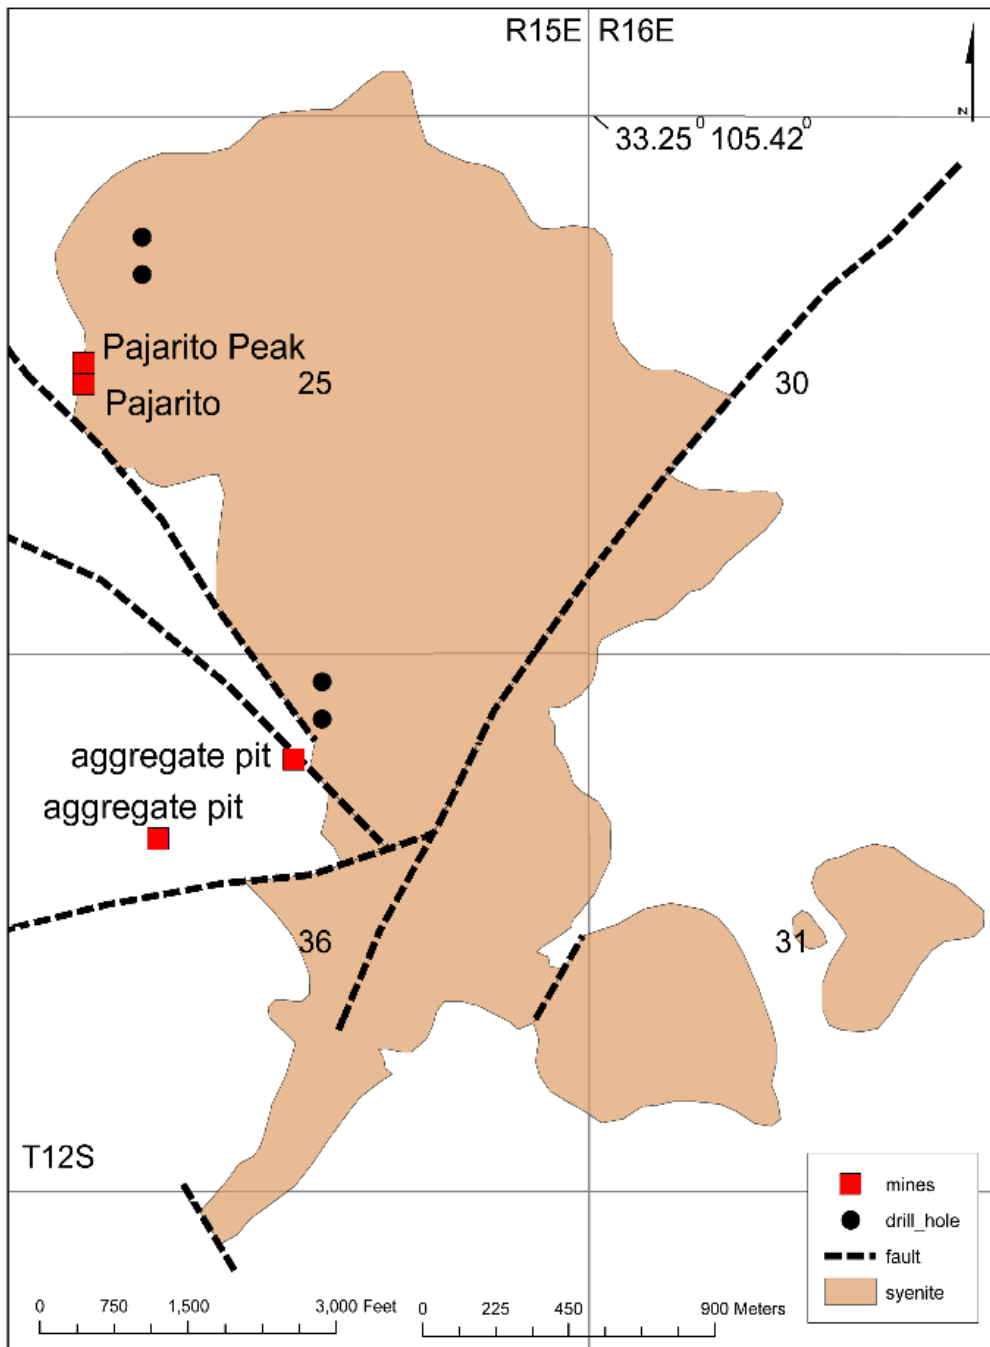 R15E R16E
N
33.25° 105.42°
Pajarito Peak
25
30
Pajarito
aggregate pit
aggregate pit
36
31
T12S
mines
drill_hole
fault
syenite
0 750 1,500 3,000 Feet
0 225 450 900 Meters